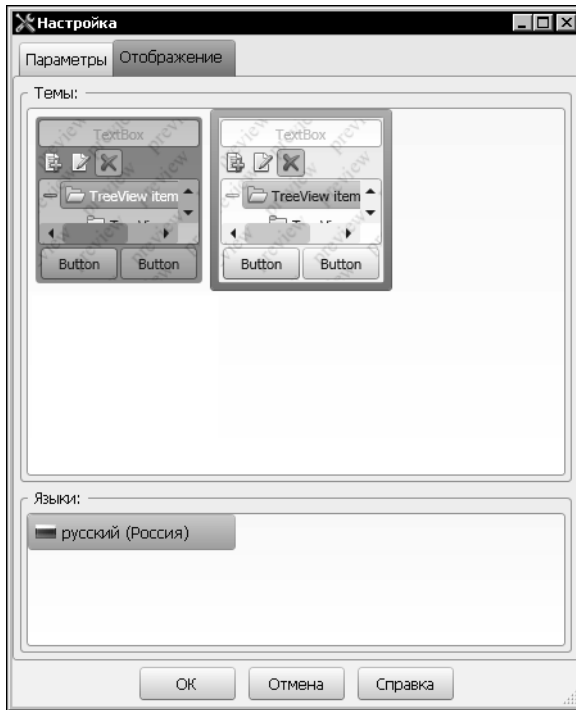 Настройка
Параметры Отображение
Темы:
TextBox TextBox
TreeView item TreeView item
Button Button Button Button
Языки:
русский (Россия)
ОК Отмена Справка